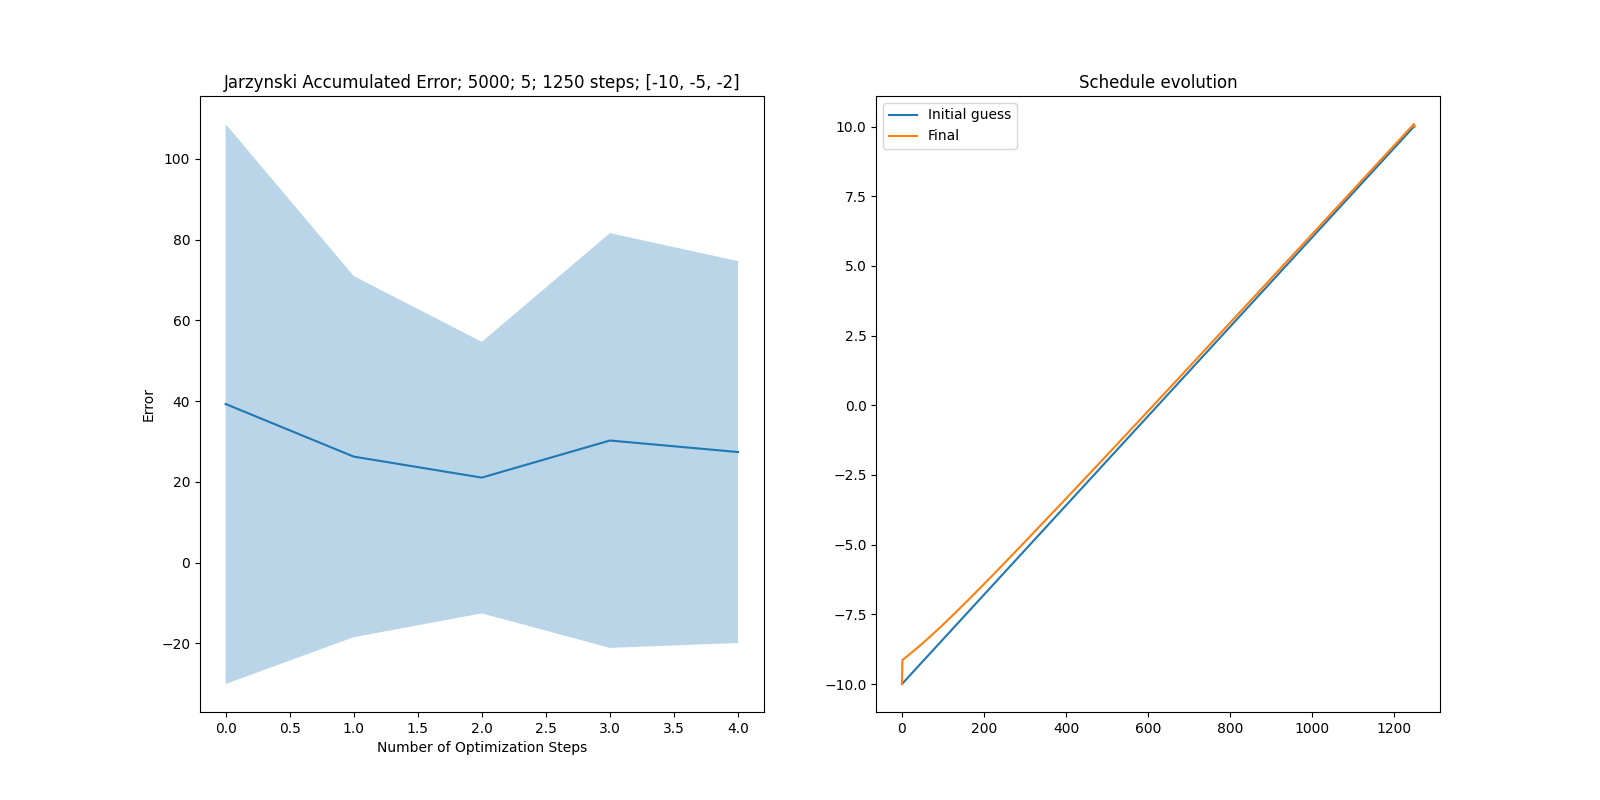 Jarzynski Accumulated Error; 5000; 5; 1250 steps; [-10, -5, -2]
100
80
60
40
20
0
−20
Error
0.0 0.5 1.0 1.5 2.0 2.5 3.0 3.5 4.0
Number of Optimization Steps
Schedule evolution
Initial guess
Final
10.0
7.5
5.0
2.5
0.0
−2.5
−5.0
−7.5
−10.0
0 200 400 600 800 1000 1200